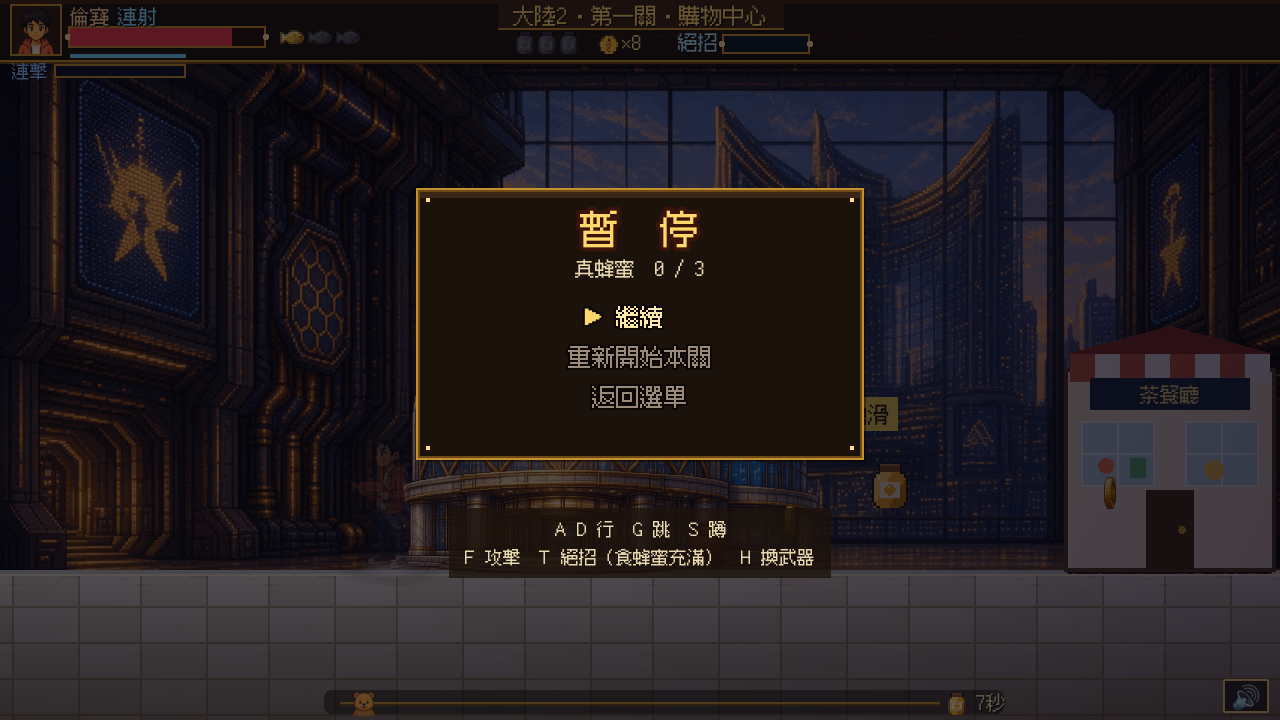 倫寶 連射
大陸2・第一關・購物中心
×8
絕招
連擊
暫 停
真蜂蜜 0 / 3
▶ 繼續
重新開始本關
返回選單
滑
茶餐廳
A D 行 G 跳 S 踎
F 攻擊 T 絕招（食蜂蜜充滿） H 換武器
7秒